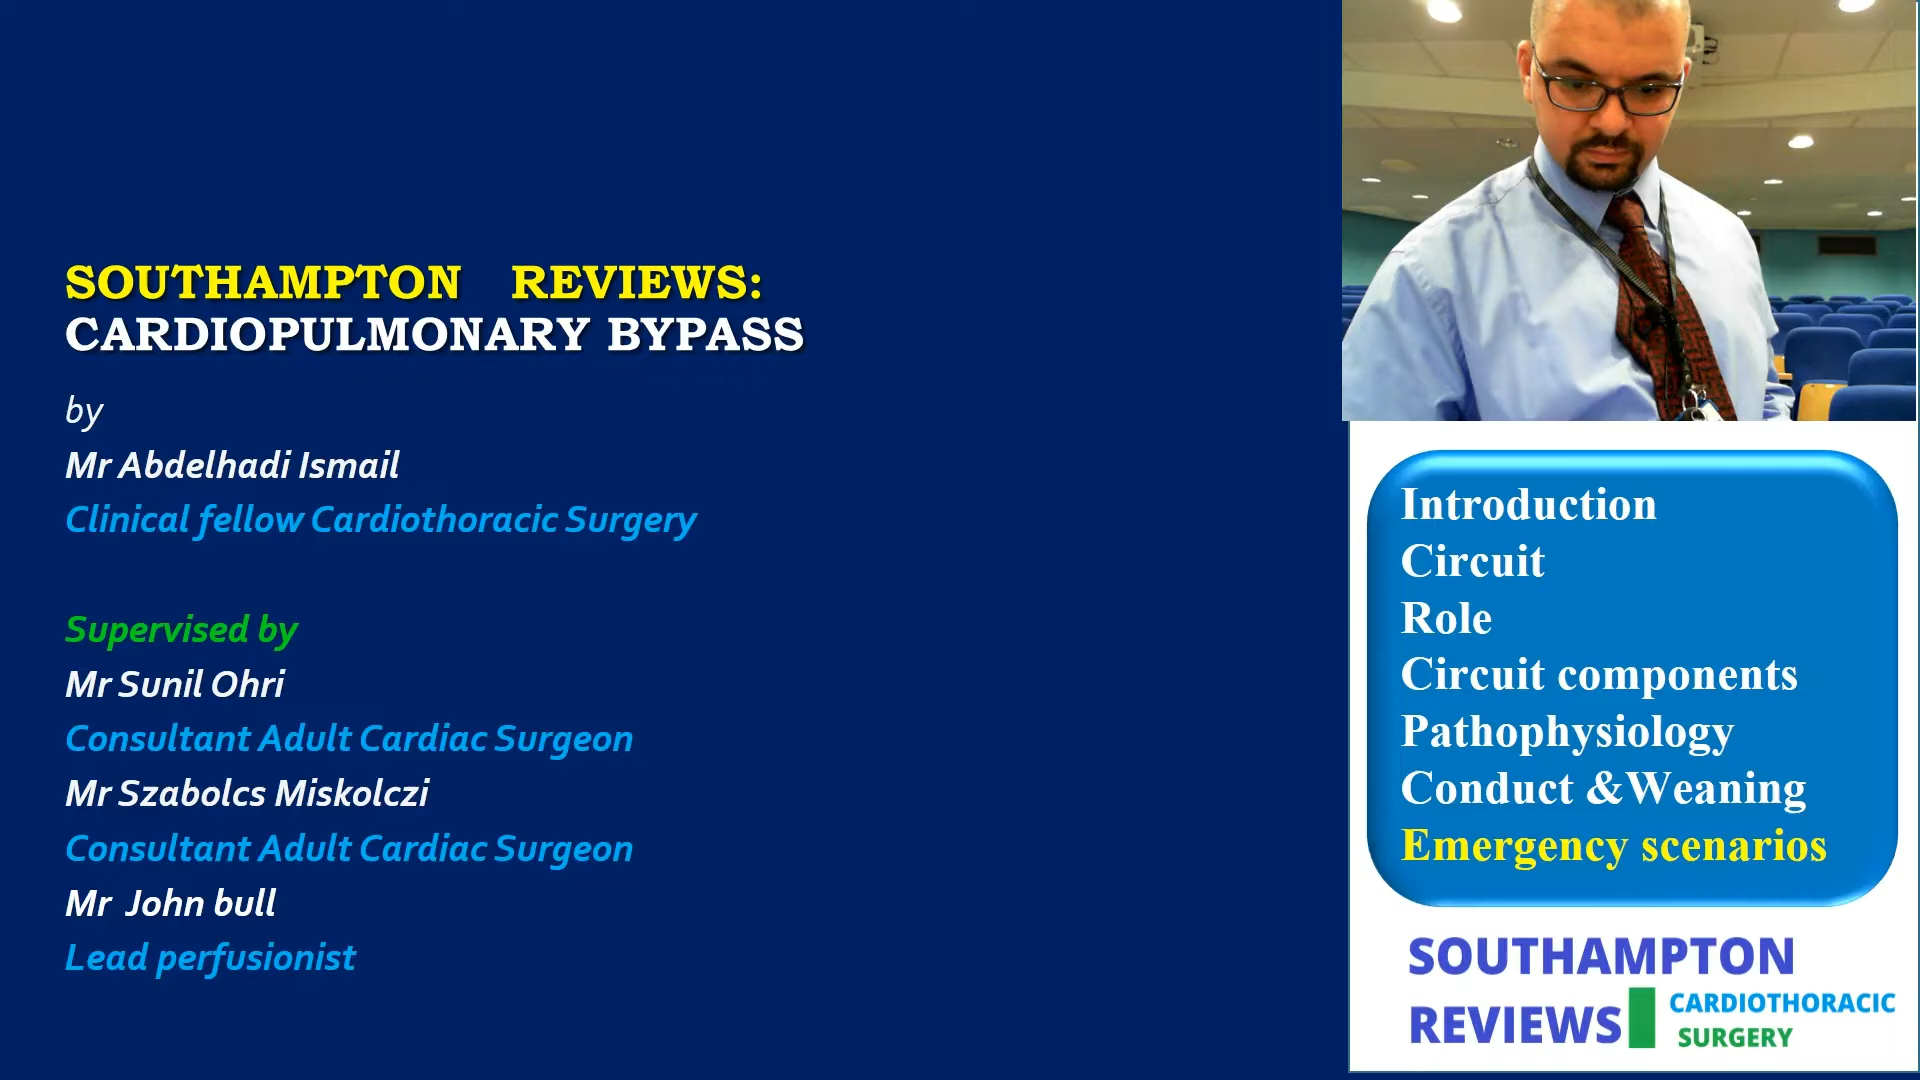 SOUTHAMPTON REVIEWS:
CARDIOPULMONARY BYPASS
by
Mr Abdelhadi Ismail
Clinical fellow Cardiothoracic Surgery
Supervised by
Mr Sunil Ohri
Consultant Adult Cardiac Surgeon
Mr Szabolcs Miskolczi
Consultant Adult Cardiac Surgeon
Mr John bull
Lead perfusionist
Introduction
Circuit
Role
Circuit components
Pathophysiology
Conduct &Weaning
Emergency scenarios
SOUTHAMPTON
REVIEWS
CARDIOTHORACIC
SURGERY